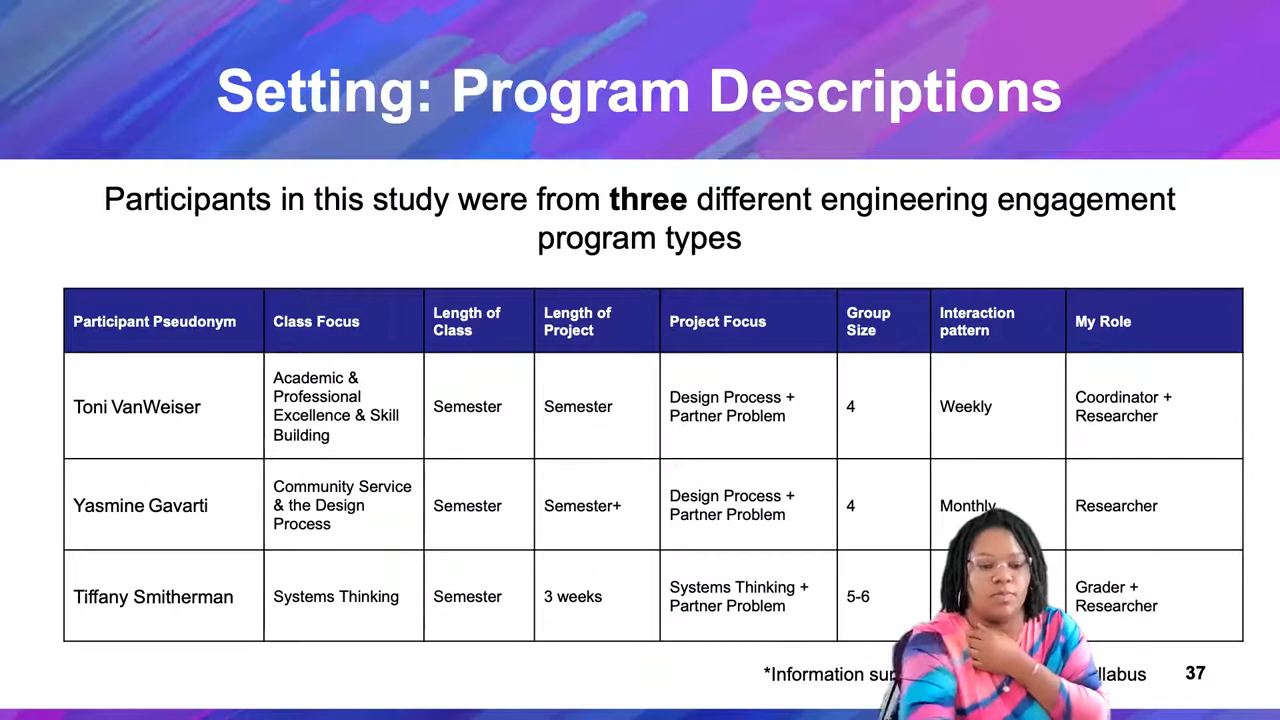 Setting: Program Descriptions
Participants in this study were from three different engineering engagement
program types
Participant Pseudonym
Class Focus
Length of
Class
Length of
Project
Project Focus
Group
Size
Interaction
pattern
My Role
Toni VanWeiser
Academic &
Professional
Excellence & Skill
Building
Semester
Semester
Design Process +
Partner Problem
4
Weekly
Coordinator +
Researcher
Yasmine Gavarti
Community Service
& the Design
Process
Semester
Semester+
Design Process +
Partner Problem
4
Monthly
Researcher
Tiffany Smitherman
Systems Thinking
Semester
3 weeks
Systems Thinking +
Partner Problem
5-6
Grader +
Researcher
*Information
37